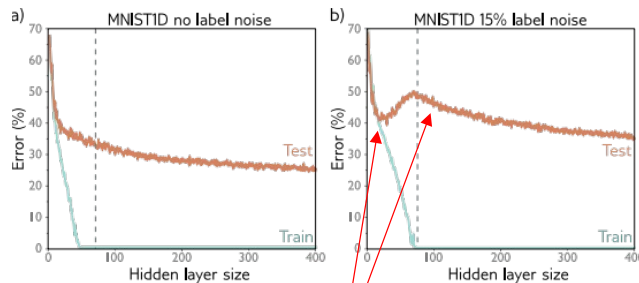 a)
MNIST1D no label noise
70
60
50
40
30
20
10
0
Error (%)
Test
Train
0
100
200
300
400
Hidden layer size
b)
MNIST1D 15% label noise
70
60
50
40
30
20
10
0
Error (%)
Test
Train
0
100
200
300
400
Hidden layer size